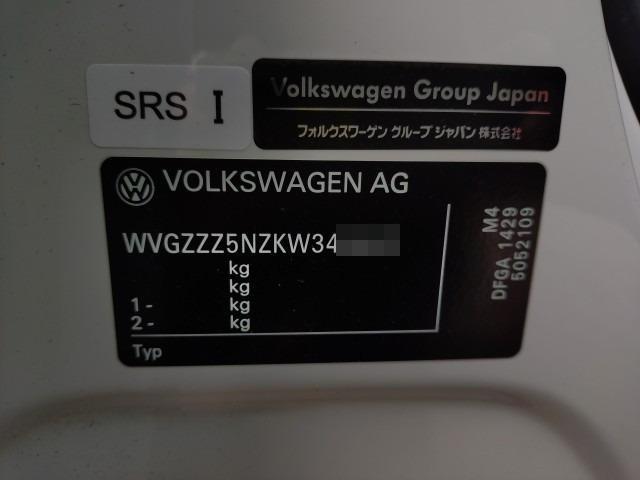 SRS I
Volkswagen Group Japan
フォルクスワーゲン グループ ジャパン 株式会社
VOLKSWAGEN AG
WVGZZZ5NZKW34
kg
kg
1 - kg
2 - kg
Typ
M4
DFGA 1429
5052109